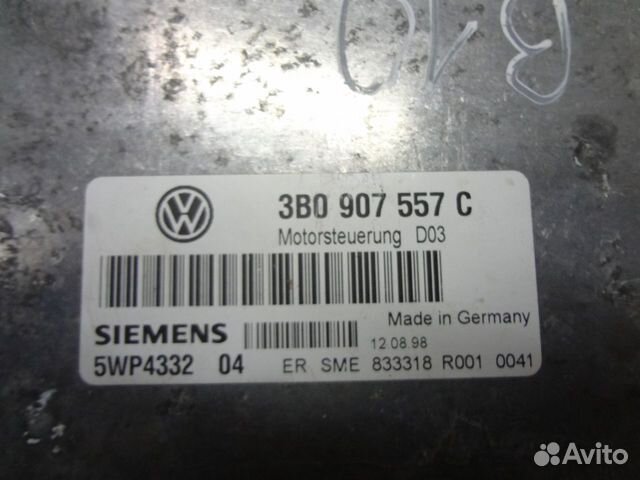 3B0 907 557 C
Motorsteuerung D03
Made in Germany
SIEMENS
12.08.98
5WP4332 04 ER SME 833318 R001 0041
Avito